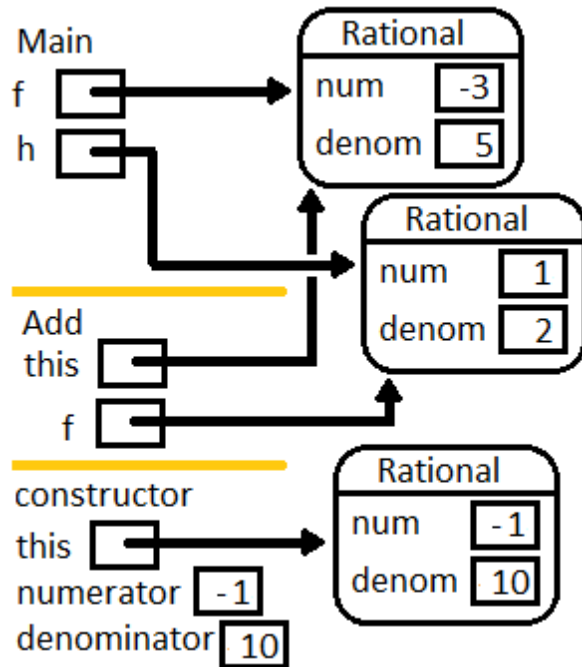 Main
f
h
Rational
num -3
denom 5
Rational
num 1
denom 2
Add
this
f
constructor
this
numerator -1
denominator 10
Rational
num -1
denom 10